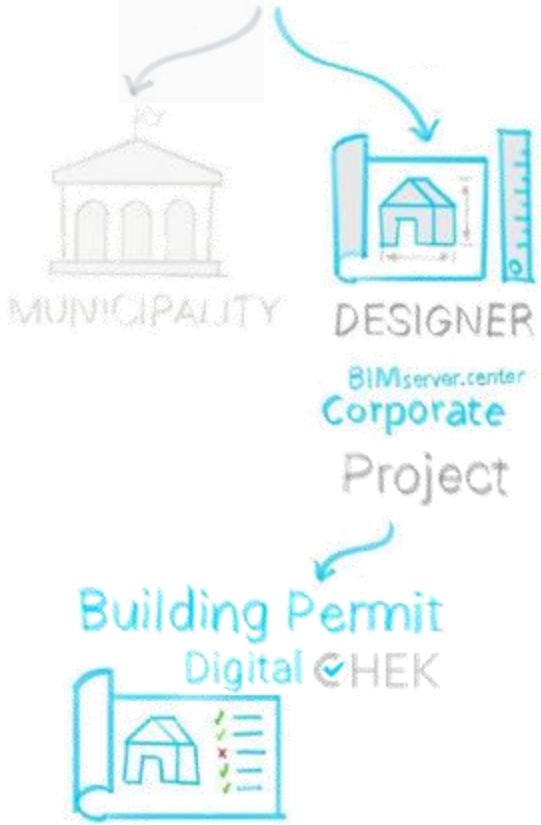 MUNICIPALITY
DESIGNER
BIMserver.center
Corporate
Project
Building Permit
Digital CHEK